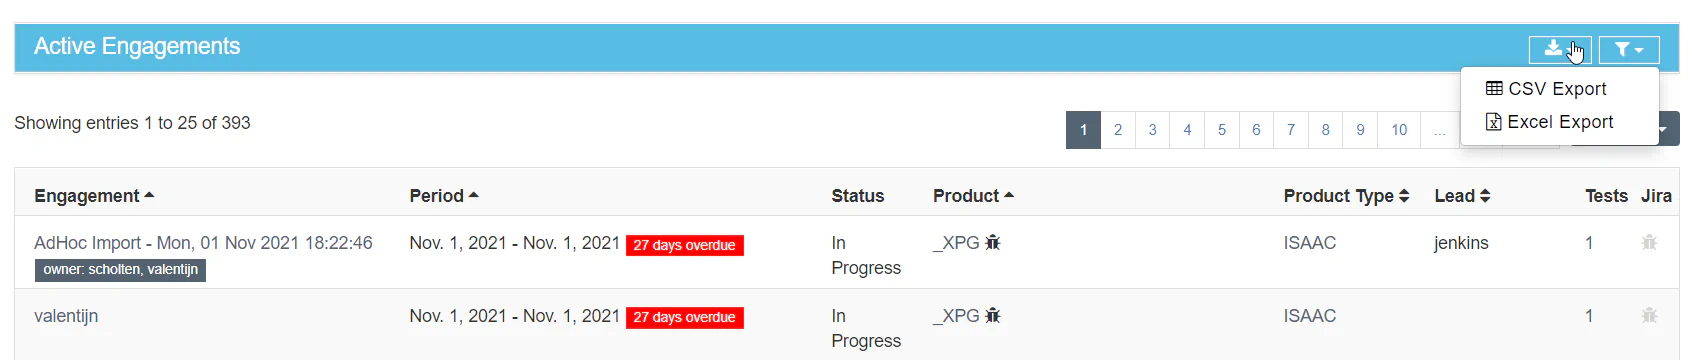 Active Engagements
CSV Export
Excel Export
Showing entries 1 to 25 of 393
1 2 3 4 5 6 7 8 9 10 ...
Engagement Period Status Product Product Type Lead Tests Jira
AdHoc Import - Mon, 01 Nov 2021 18:22:46 Nov. 1, 2021 - Nov. 1, 2021 27 days overdue In _XPG ISAAC jenkins 1
owner: scholten, valentijn Progress
valentijn Nov. 1, 2021 - Nov. 1, 2021 27 days overdue In _XPG ISAAC 1
Progress